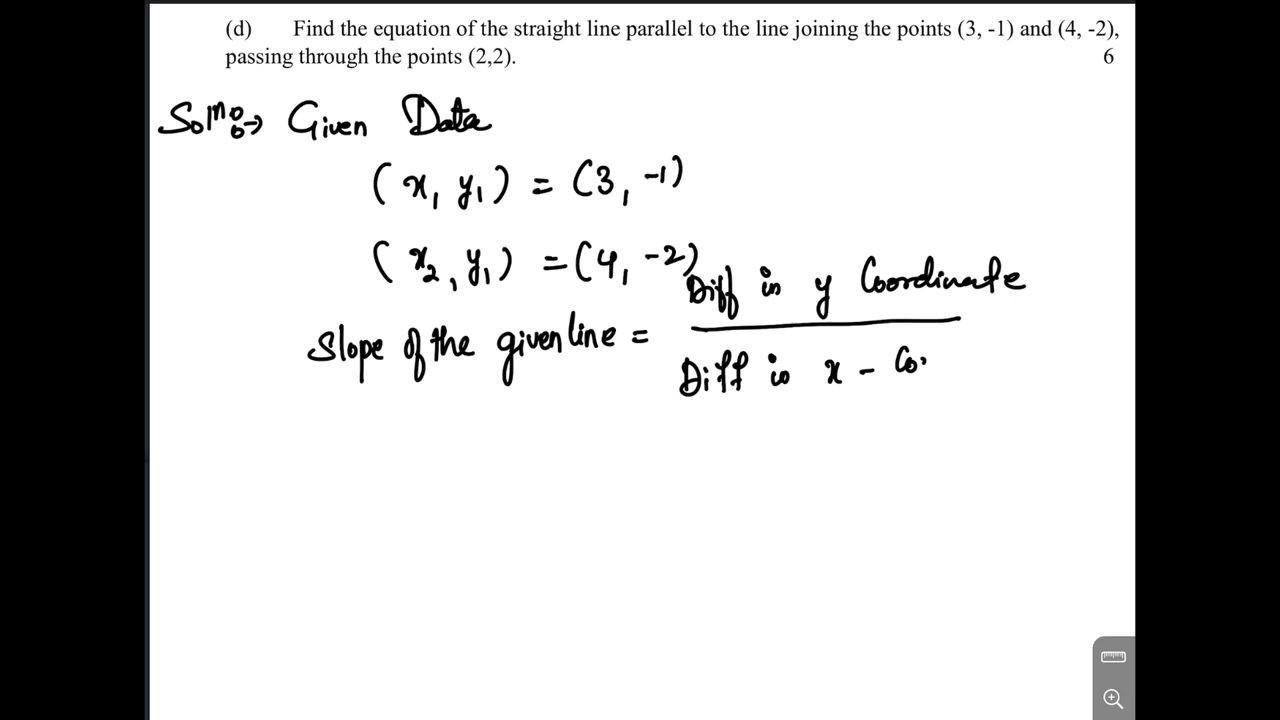 (d) Find the equation of the straight line parallel to the line joining the points (3, -1) and (4, -2),
passing through the points (2,2). 6
Soln:→ Given Data
(x₁ y₁) = (3, -1)
(x₂, y₁) = (4, -2)
Slope of the given line = Diff in y Coordinate
Diff in x - Co.